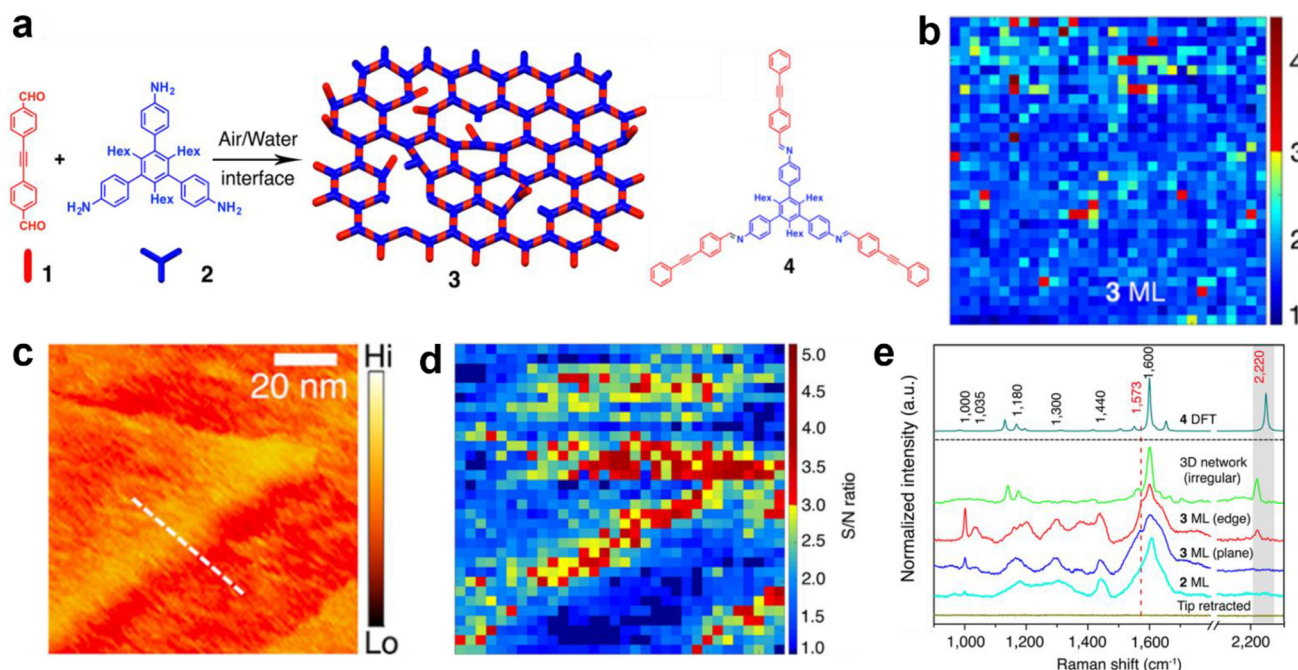 a
CHO
CHO
1
+
NH2
Hex
Hex
Hex
H2N
NH2
2
Air/Water
interface
3
Hex
Hex
Hex
N
N
N
4
b
3 ML
4
3
2
1
c
20 nm
Hi
Lo
d
5.0
4.5
4.0
3.5
3.0
2.5
2.0
1.5
1.0
S/N ratio
e
Normalized intensity (a.u.)
1,000
1,035
1,180
1,300
1,440
1,573
1,600
2,220
4 DFT
3D network
(irregular)
3 ML (edge)
3 ML (plane)
2 ML
Tip retracted
1,000
1,200
1,400
1,600
2,200
Raman shift (cm-1)